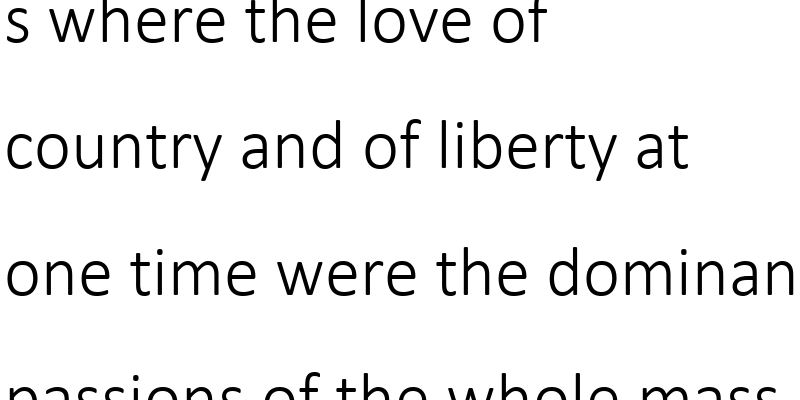 s where the love of
country and of liberty at
one time were the dominan
passions of the whole mass